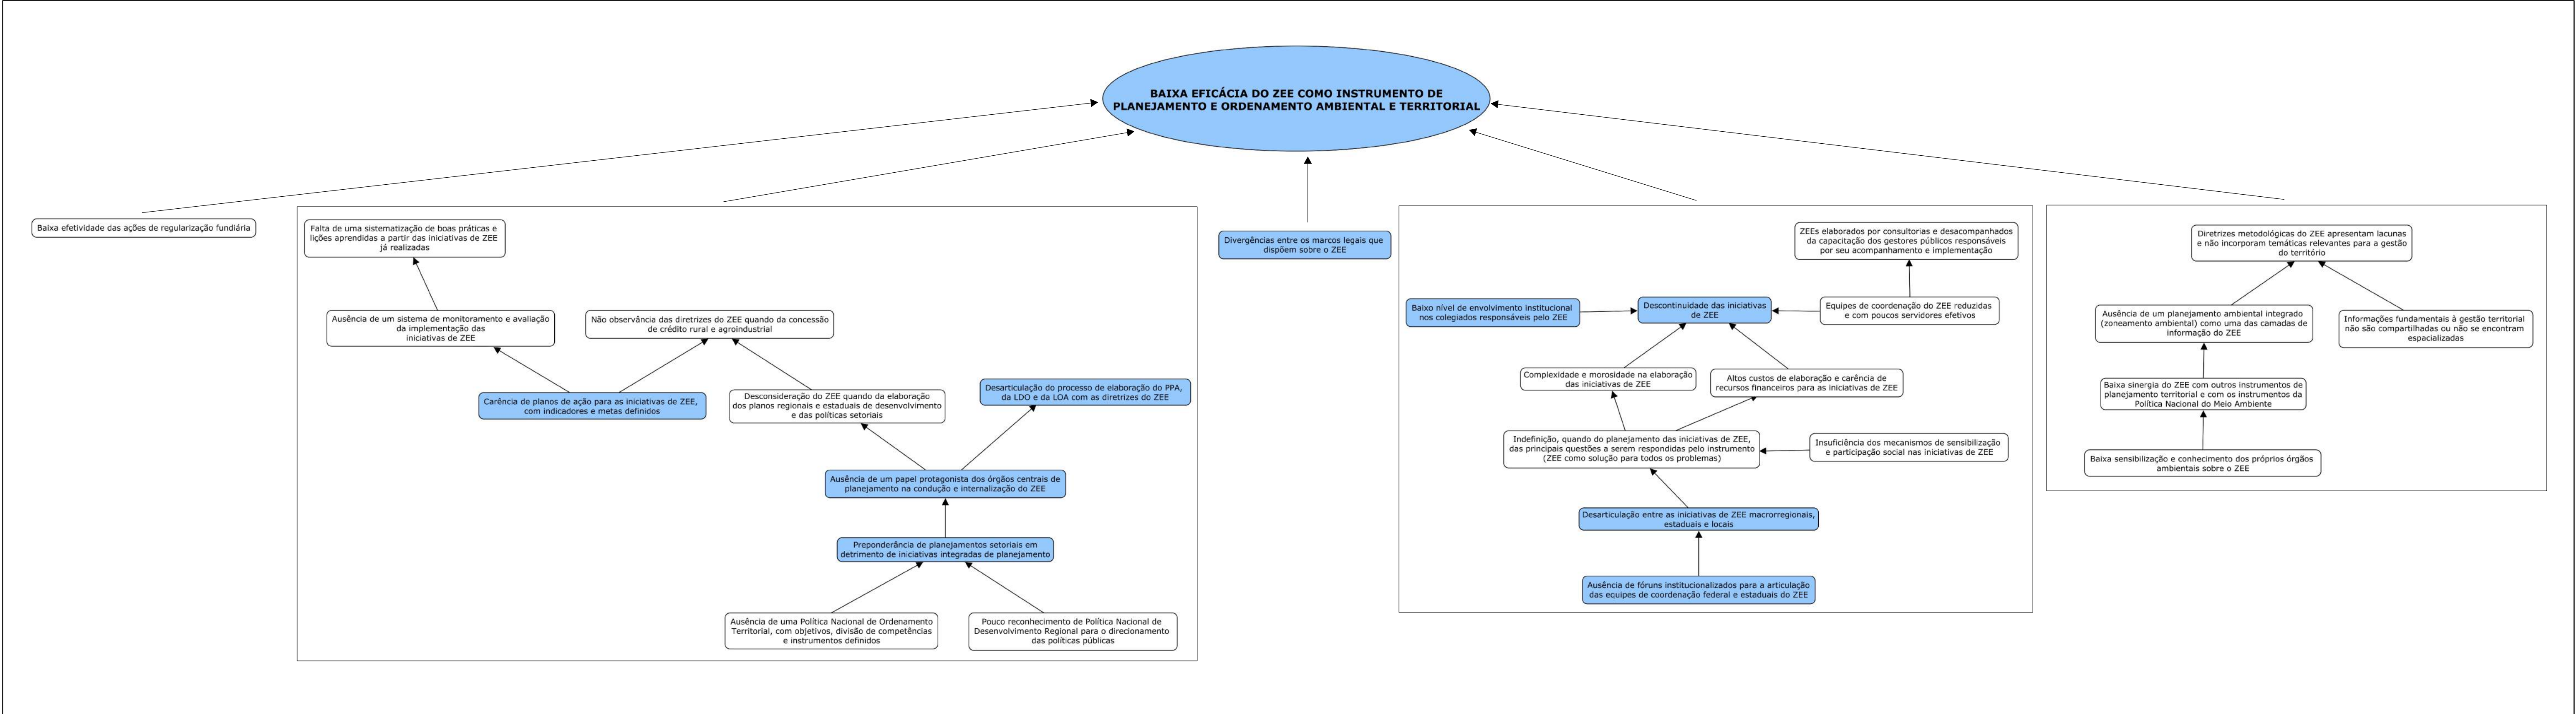 BAIXA EFICÁCIA DO ZEE COMO INSTRUMENTO DE
PLANEJAMENTO E ORDENAMENTO AMBIENTAL E TERRITORIAL
Baixa efetividade das ações de regularização fundiária
Falta de uma sistematização de boas práticas e
lições aprendidas a partir das iniciativas de ZEE
já realizadas
Ausência de um sistema de monitoramento e avaliação
da implementação das
iniciativas de ZEE
Não observância das diretrizes do ZEE quando da concessão
de crédito rural e agroindustrial
Carência de planos de ação para as iniciativas de ZEE,
com indicadores e metas definidos
Desconsideração do ZEE quando da elaboração
dos planos regionais e estaduais de desenvolvimento
e das políticas setoriais
Desarticulação do processo de elaboração do PPA,
da LDO e da LOA com as diretrizes do ZEE
Ausência de um papel protagonista dos órgãos centrais de
planejamento na condução e internalização do ZEE
Preponderância de planejamentos setoriais em
detrimento de iniciativas integradas de planejamento
Ausência de uma Política Nacional de Ordenamento
Territorial, com objetivos, divisão de competências
e instrumentos definidos
Pouco reconhecimento de Política Nacional de
Desenvolvimento Regional para o direcionamento
das políticas públicas
Divergências entre os marcos legais que
dispõem sobre o ZEE
ZEEs elaborados por consultorias e desacompanhados
da capacitação dos gestores públicos responsáveis
por seu acompanhamento e implementação
Baixo nível de envolvimento institucional
nos colegiados responsáveis pelo ZEE
Descontinuidade das iniciativas
de ZEE
Equipes de coordenação do ZEE reduzidas
e com poucos servidores efetivos
Complexidade e morosidade na elaboração
das iniciativas de ZEE
Altos custos de elaboração e carência de
recursos financeiros para as iniciativas de ZEE
Indefinição, quando do planejamento das iniciativas de ZEE,
das principais questões a serem respondidas pelo instrumento
(ZEE como solução para todos os problemas)
Insuficiência dos mecanismos de sensibilização
e participação social nas iniciativas de ZEE
Desarticulação entre as iniciativas de ZEE macrorregionais,
estaduais e locais
Ausência de fóruns institucionalizados para a articulação
das equipes de coordenação federal e estaduais do ZEE
Diretrizes metodológicas do ZEE apresentam lacunas
e não incorporam temáticas relevantes para a gestão
do território
Ausência de um planejamento ambiental integrado
(zoneamento ambiental) como uma das camadas de
informação do ZEE
Informações fundamentais à gestão territorial
não são compartilhadas ou não se encontram
espacializadas
Baixa sinergia do ZEE com outros instrumentos de
planejamento territorial e com os instrumentos da
Política Nacional do Meio Ambiente
Baixa sensibilização e conhecimento dos próprios órgãos
ambientais sobre o ZEE